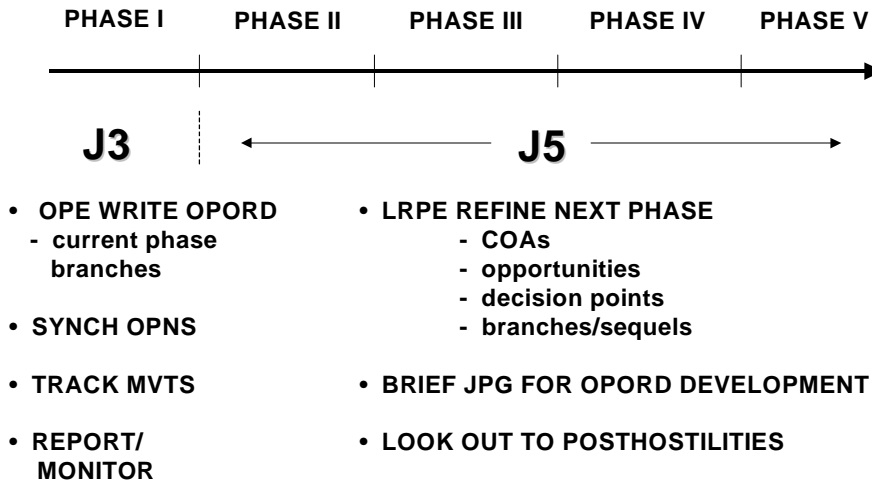 PHASE I PHASE II PHASE III PHASE IV PHASE V
J3 J5
• OPE WRITE OPORD
- current phase
branches
• SYNCH OPNS
• TRACK MVTS
• REPORT/
MONITOR
• LRPE REFINE NEXT PHASE
- COAs
- opportunities
- decision points
- branches/sequels
• BRIEF JPG FOR OPORD DEVELOPMENT
• LOOK OUT TO POSTHOSTILITIES